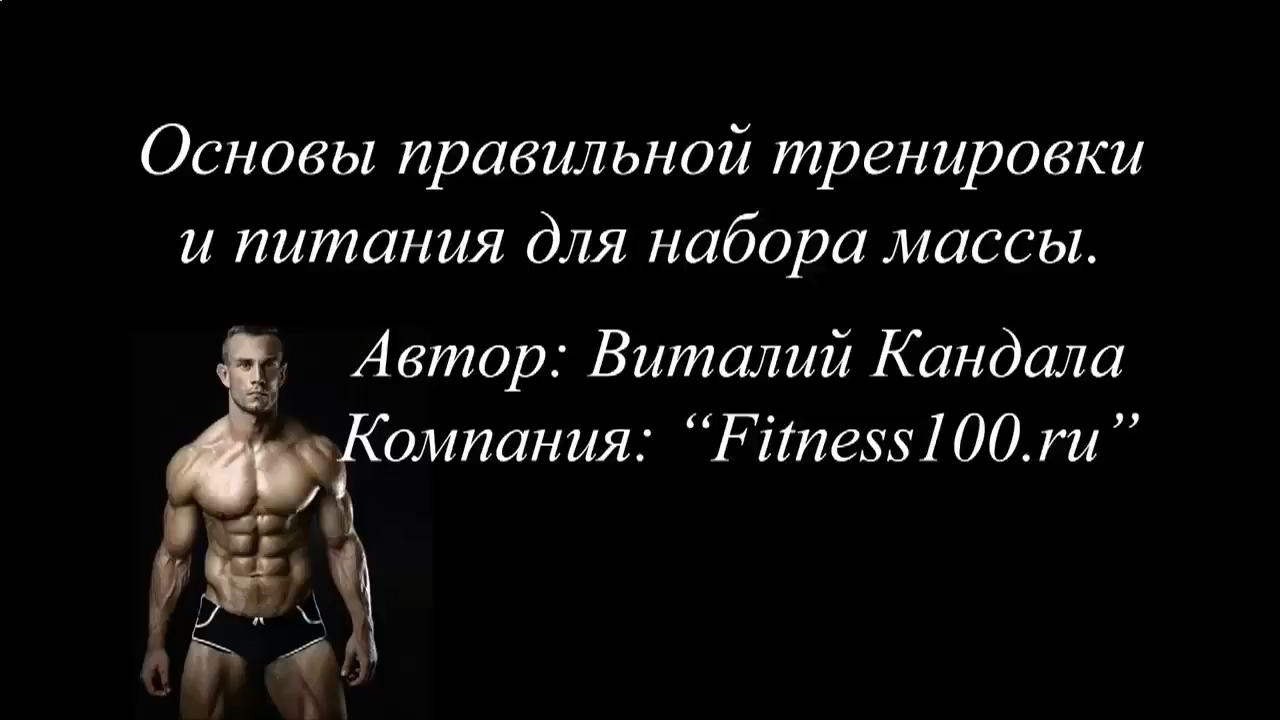 Основы правильной тренировки
и питания для набора массы.
Автор: Виталий Кандала
Компания: “Fitness100.ru”